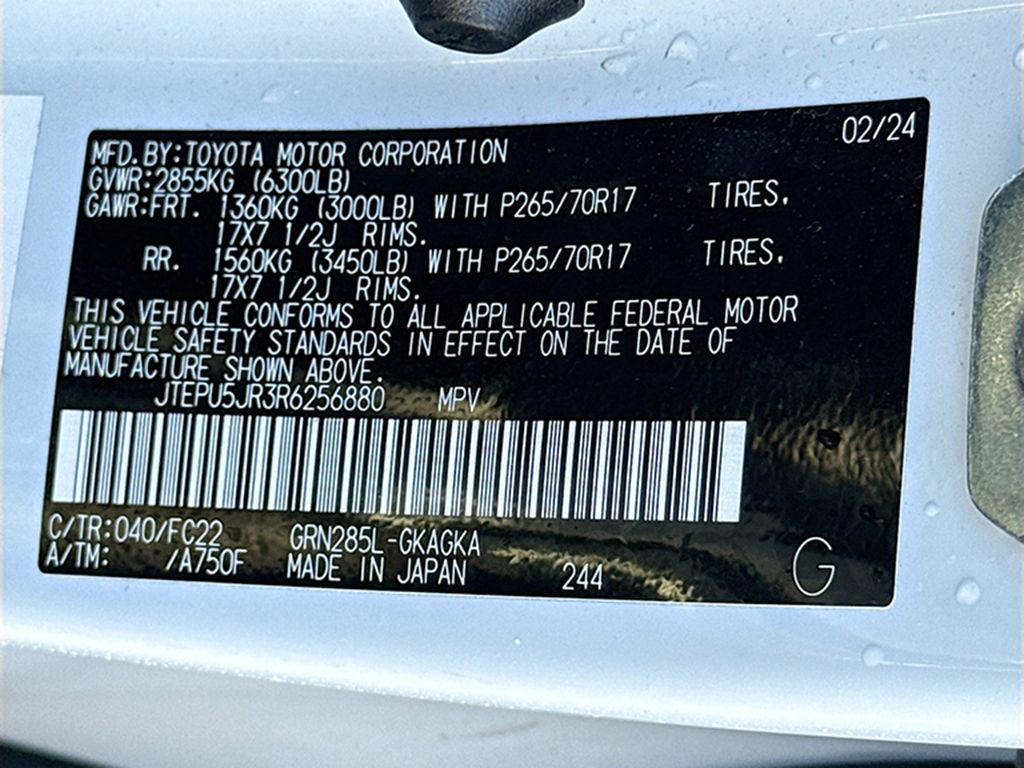 02/24
MFD.BY:TOYOTA MOTOR CORPORATION
GVWR:2855KG (6300LB)
GAWR:FRT. 1360KG (3000LB) WITH P265/70R17 TIRES.
17X7 1/2J RIMS.
RR. 1560KG (3450LB) WITH P265/70R17 TIRES.
17X7 1/2J RIMS.
THIS VEHICLE CONFORMS TO ALL APPLICABLE FEDERAL MOTOR
VEHICLE SAFETY STANDARDS IN EFFECT ON THE DATE OF
MANUFACTURE SHOWN ABOVE.
JTEPU5JR3R6256880 MPV
C/TR:040/FC22 GRN285L-GKAGKA
A/TM: /A750F MADE IN JAPAN 244 G